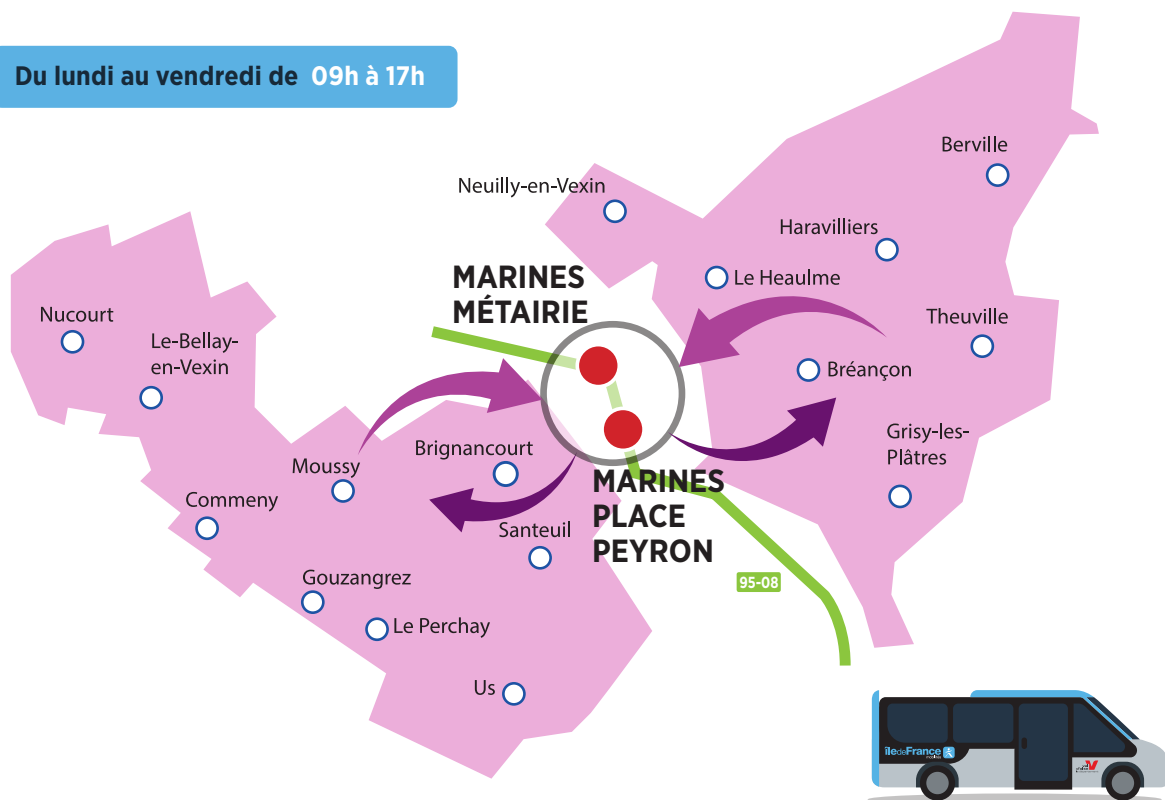 Du lundi au vendredi de 09h à 17h
Berville
Neuilly-en-Vexin
Haravilliers
MARINES
MÉTAIRIE
Le Heaulme
Nucourt
Le-Bellay-
en-Vexin
Theuville
Bréançon
Grisy-les-
Plâtres
Brignancourt
Moussy
Commeny
MARINES
PLACE
PEYRON
Santeuil
95-08
Gouzangrez
Le Perchay
Us
îledeFrance